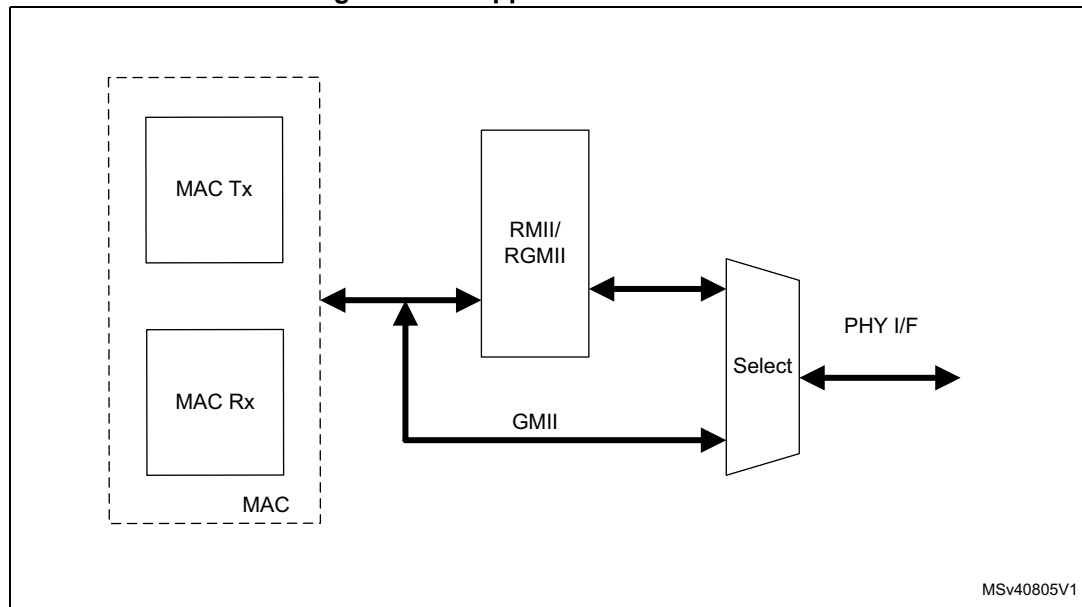 MAC Tx
RMII/
RGMII
PHY I/F
Select
MAC Rx
GMII
MAC
MSv40805V1